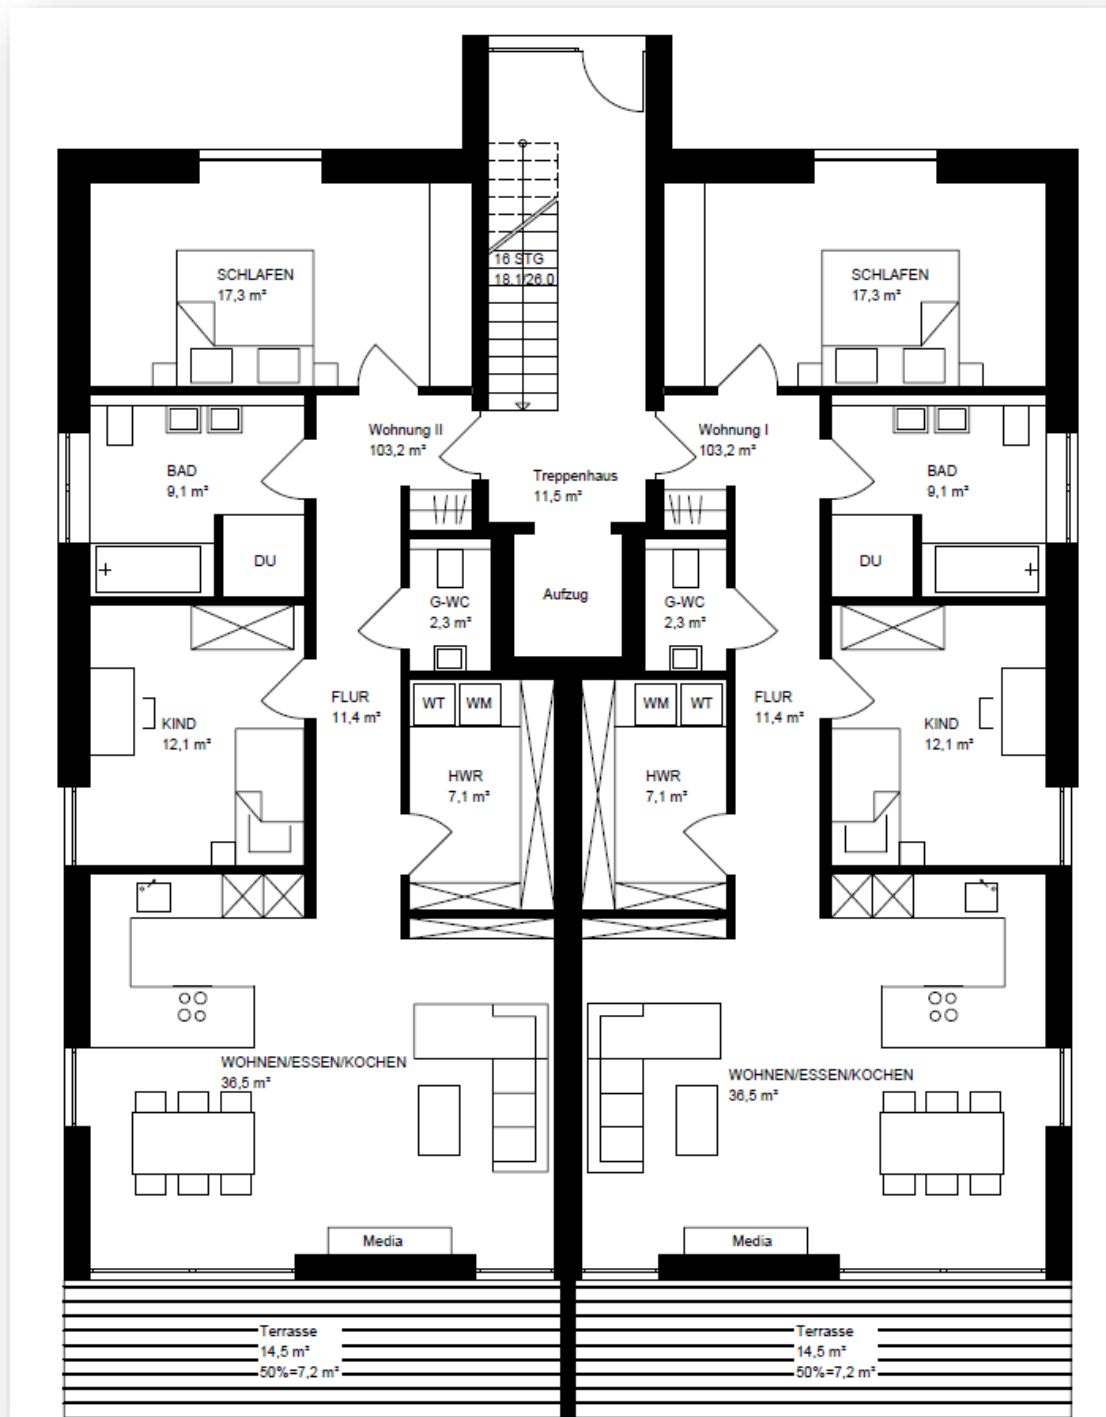 16 STG
18.1/26.0
SCHLAFEN
17,3 m²
SCHLAFEN
17,3 m²
Wohnung II
103,2 m²
Wohnung I
103,2 m²
BAD
9,1 m²
Treppenhaus
11,5 m²
BAD
9,1 m²
DU
DU
Aufzug
G-WC
2,3 m²
G-WC
2,3 m²
FLUR
11,4 m²
FLUR
11,4 m²
WT
WM
WM
WT
KIND
12,1 m²
KIND
12,1 m²
HWR
7,1 m²
HWR
7,1 m²
WOHNEN/ESSEN/KOCHEN
36,5 m²
WOHNEN/ESSEN/KOCHEN
36,5 m²
Media
Media
Terrasse
14,5 m²
50%=7,2 m²
Terrasse
14,5 m²
50%=7,2 m²